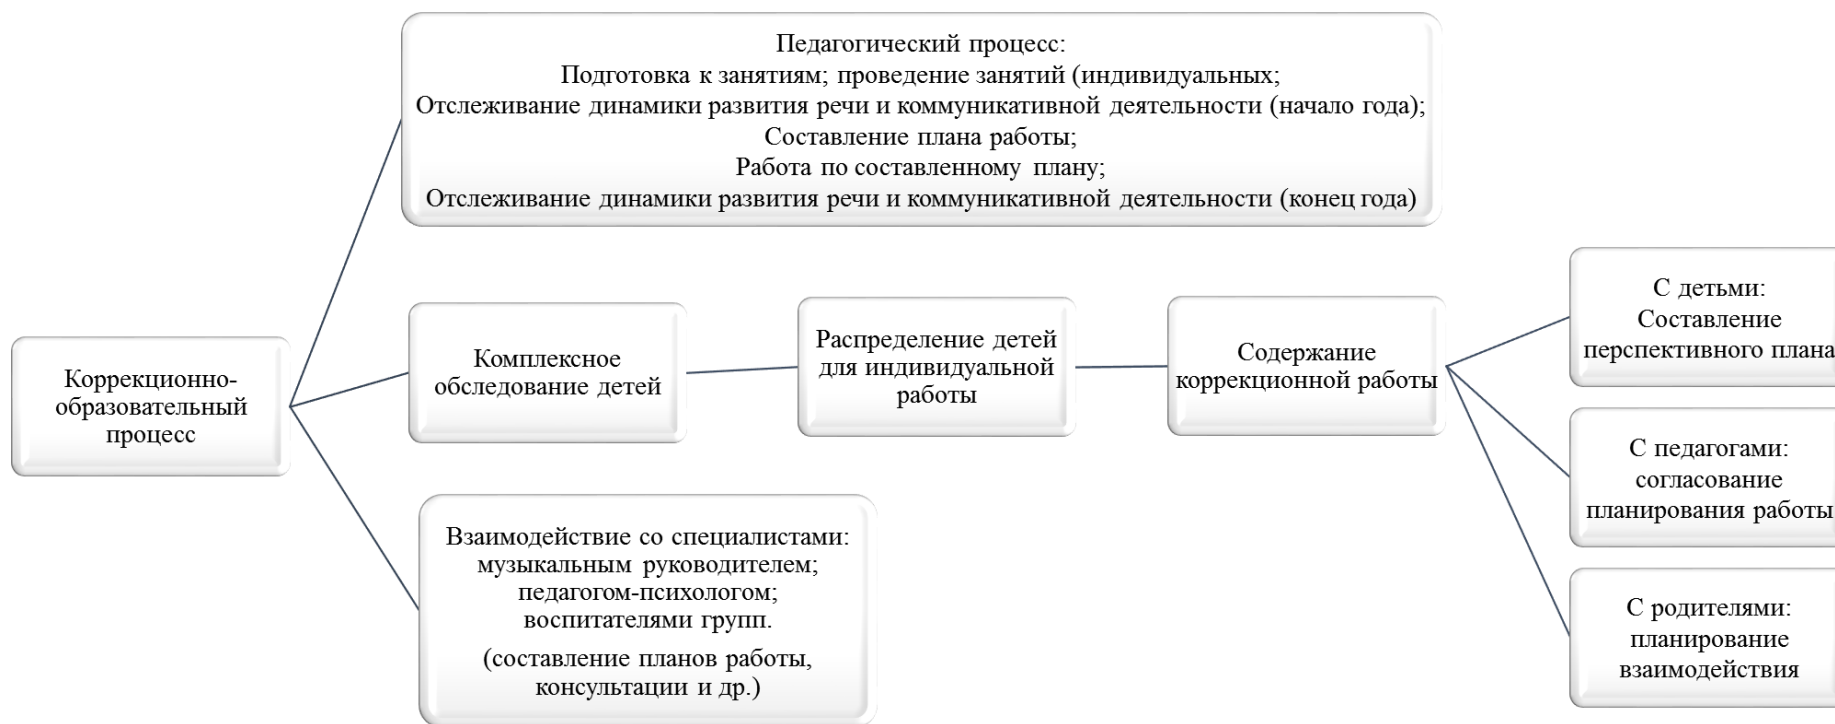 Педагогический процесс:
Подготовка к занятиям; проведение занятий (индивидуальных;
Отслеживание динамики развития речи и коммуникативной деятельности (начало года);
Составление плана работы;
Работа по составленному плану;
Отслеживание динамики развития речи и коммуникативной деятельности (конец года)
Коррекционно-
образовательный
процесс
Комплексное
обследование детей
Распределение детей
для индивидуальной
работы
Содержание
коррекционной работы
С детьми:
Составление
перспективного плана
С педагогами:
согласование
планирования работы
С родителями:
планирование
взаимодействия
Взаимодействие со специалистами:
музыкальным руководителем;
педагогом-психологом;
воспитателями групп.
(составление планов работы,
консультации и др.)